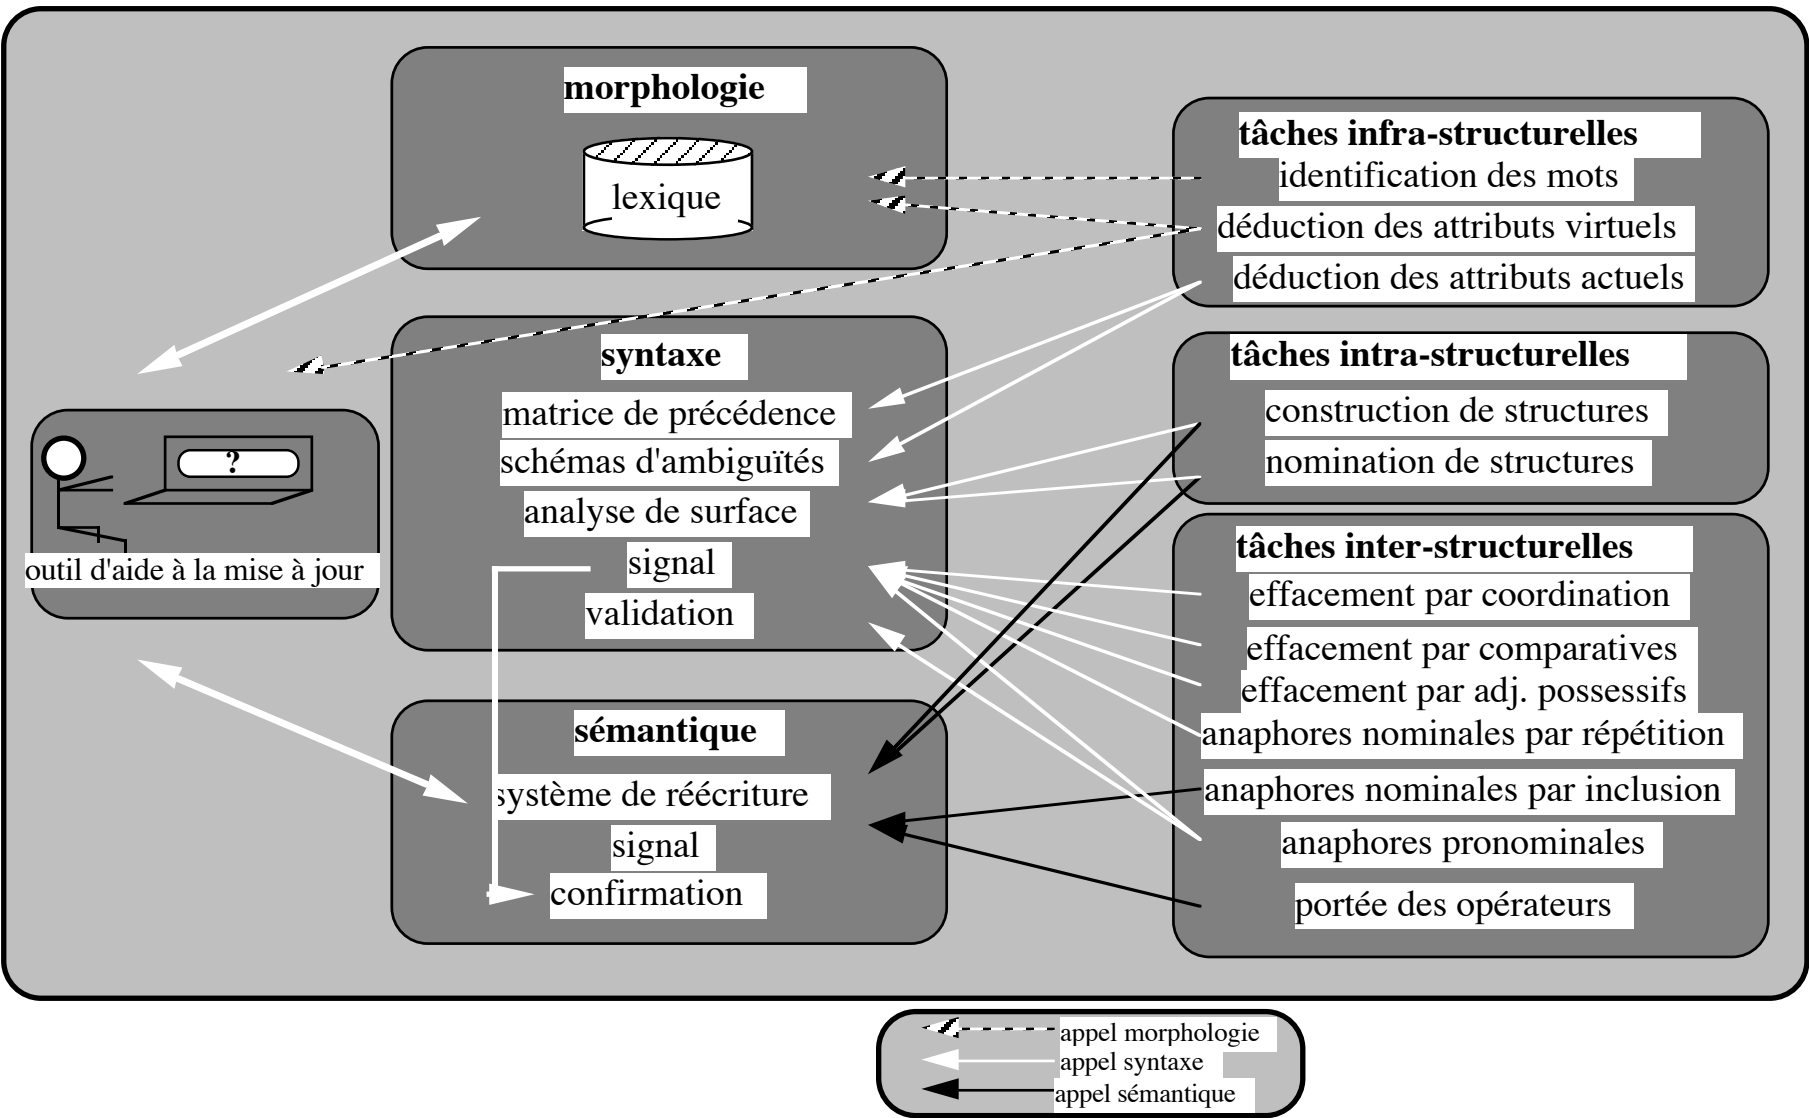 morphologie
lexique
syntaxe
matrice de précédence
schémas d'ambiguïtés
analyse de surface
signal
validation
sémantique
système de réécriture
signal
confirmation
?
outil d'aide à la mise à jour
tâches infra-structurelles
identification des mots
déduction des attributs virtuels
déduction des attributs actuels
tâches intra-structurelles
construction de structures
nomination de structures
tâches inter-structurelles
effacement par coordination
effacement par comparatives
effacement par adj. possessifs
anaphores nominales par répétition
anaphores nominales par inclusion
anaphores pronominales
portée des opérateurs
appel morphologie
appel syntaxe
appel sémantique